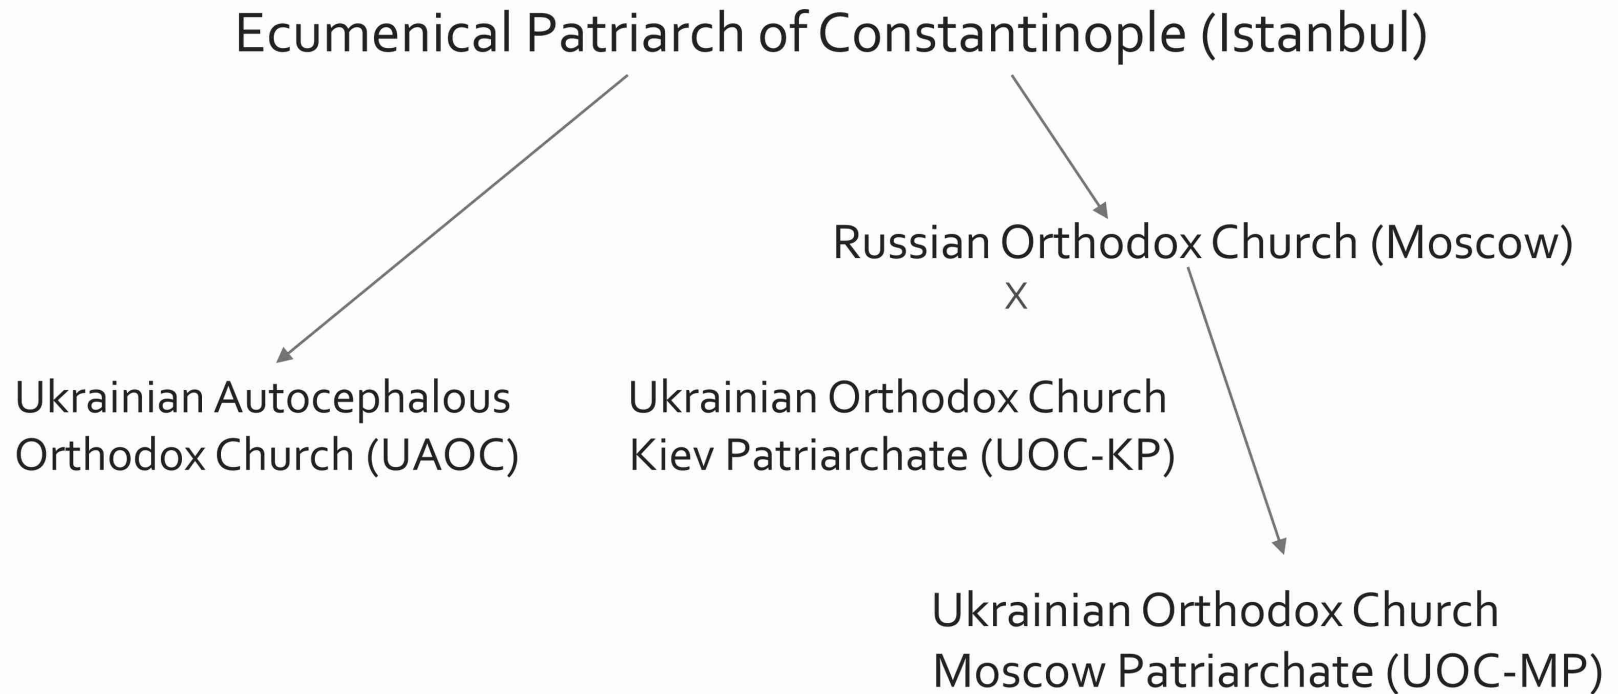 Ecumenical Patriarch of Constantinople (Istanbul)
Russian Orthodox Church (Moscow)
X
Ukrainian Autocephalous
Orthodox Church (UAOC)
Ukrainian Orthodox Church
Kiev Patriarchate (UOC-KP)
Ukrainian Orthodox Church
Moscow Patriarchate (UOC-MP)